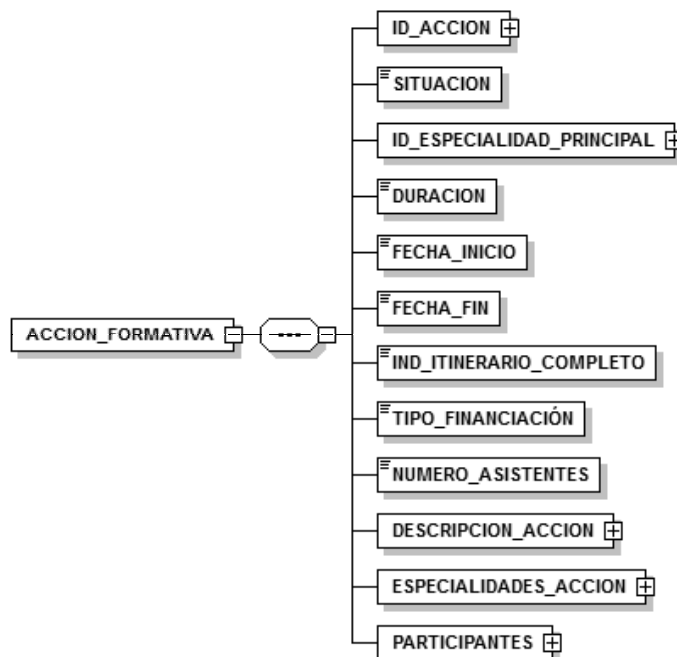 ID_ACCION
SITUACION
ID_ESPECIALIDAD_PRINCIPAL
DURACION
FECHA_INICIO
FECHA_FIN
ACCION_FORMATIVA
IND_ITINERARIO_COMPLETO
TIPO_FINANCIACIÓN
NUMERO_ASISTENTES
DESCRIPCION_ACCION
ESPECIALIDADES_ACCION
PARTICIPANTES